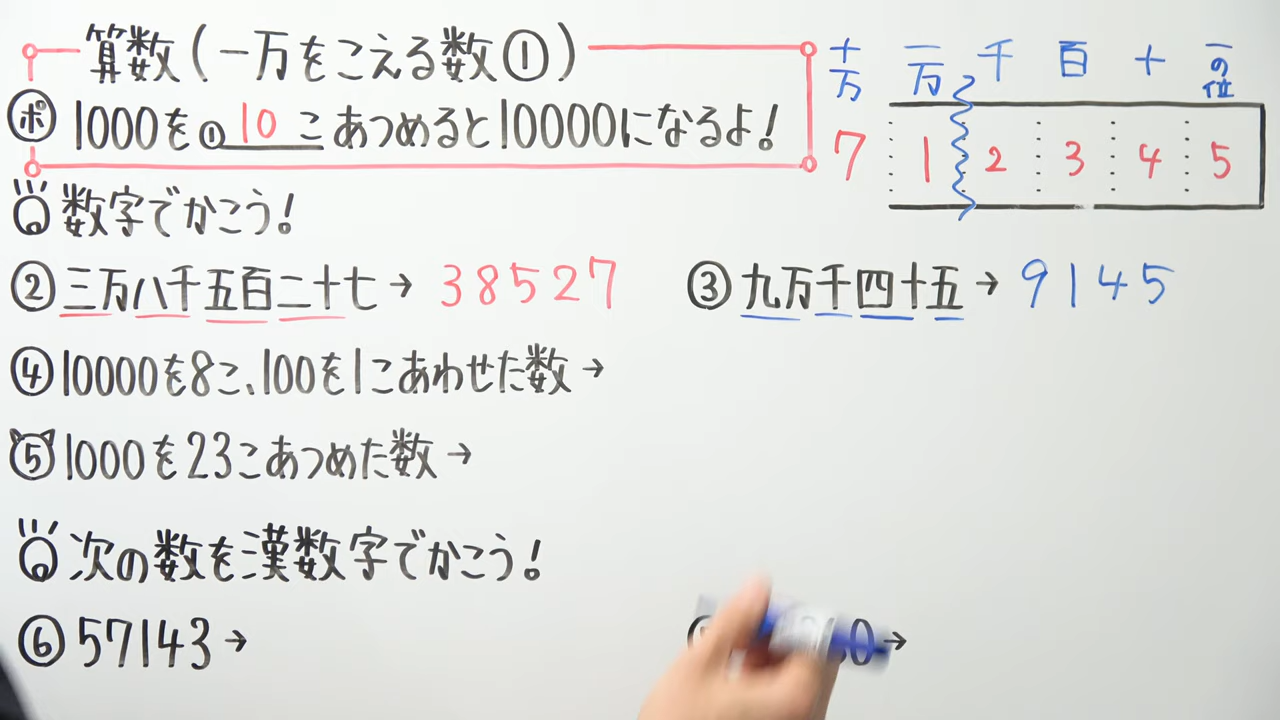 算数(一万をこえる数①)
ポ 1000を①10こあつめると10000になるよ!
十万 一万 千 百 十 一の位
7 1 2 3 4 5
数字でかこう!
②三万八千五百二十七→ 38527
③九万千四十五→ 9145
④10000を8こ、100を1こあわせた数→
⑤1000を23こあつめた数→
次の数を漢数字でかこう!
⑥57143→
0→